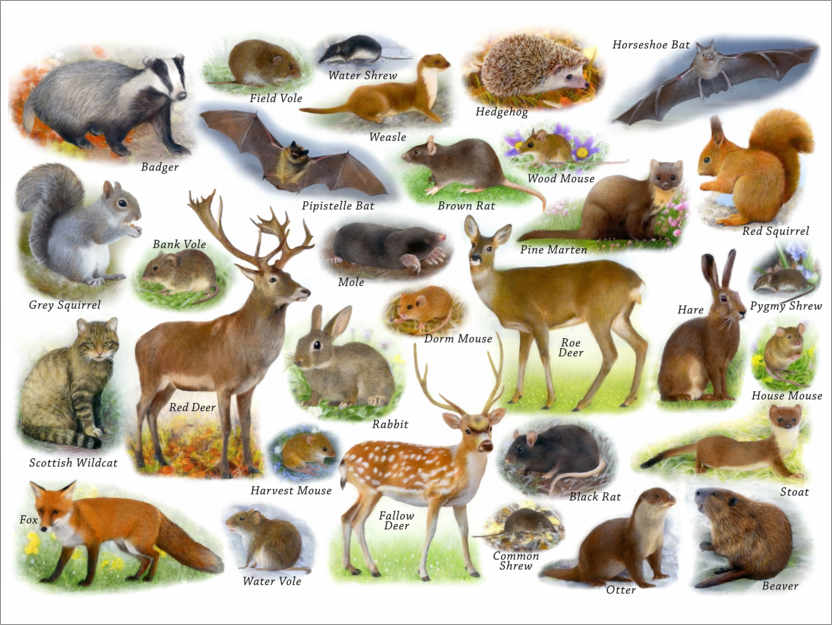 Horseshoe Bat
Water Shrew
Field Vole
Hedgehog
Weasle
Badger
Wood Mouse
Pipistelle Bat
Brown Rat
Red Squirrel
Bank Vole
Pine Marten
Mole
Grey Squirrel
Pygmy Shrew
Hare
Dorm Mouse
Roe
Deer
House Mouse
Red Deer
Rabbit
Scottish Wildcat
Harvest Mouse
Stoat
Black Rat
Fox
Fallow
Deer
Common
Shrew
Water Vole
Otter
Beaver